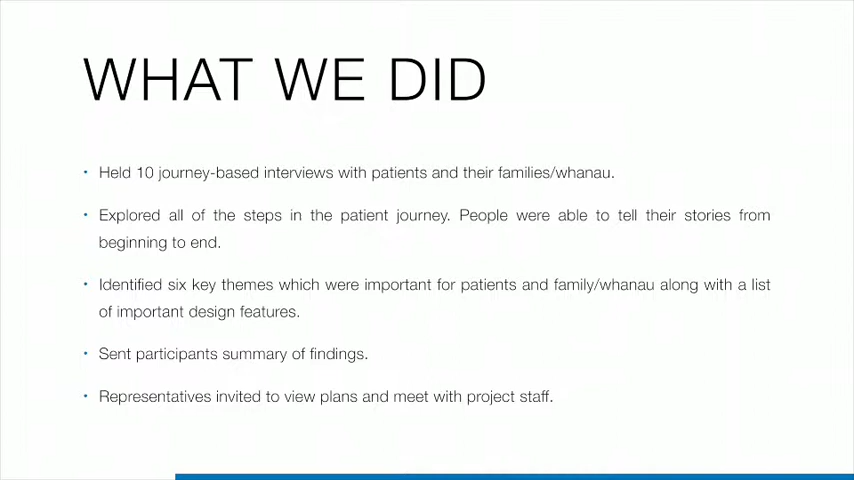 WHAT WE DID
• Held 10 journey-based interviews with patients and their families/whanau.
• Explored all of the steps in the patient journey. People were able to tell their stories from
beginning to end.
• Identified six key themes which were important for patients and family/whanau along with a list
of important design features.
• Sent participants summary of findings.
• Representatives invited to view plans and meet with project staff.